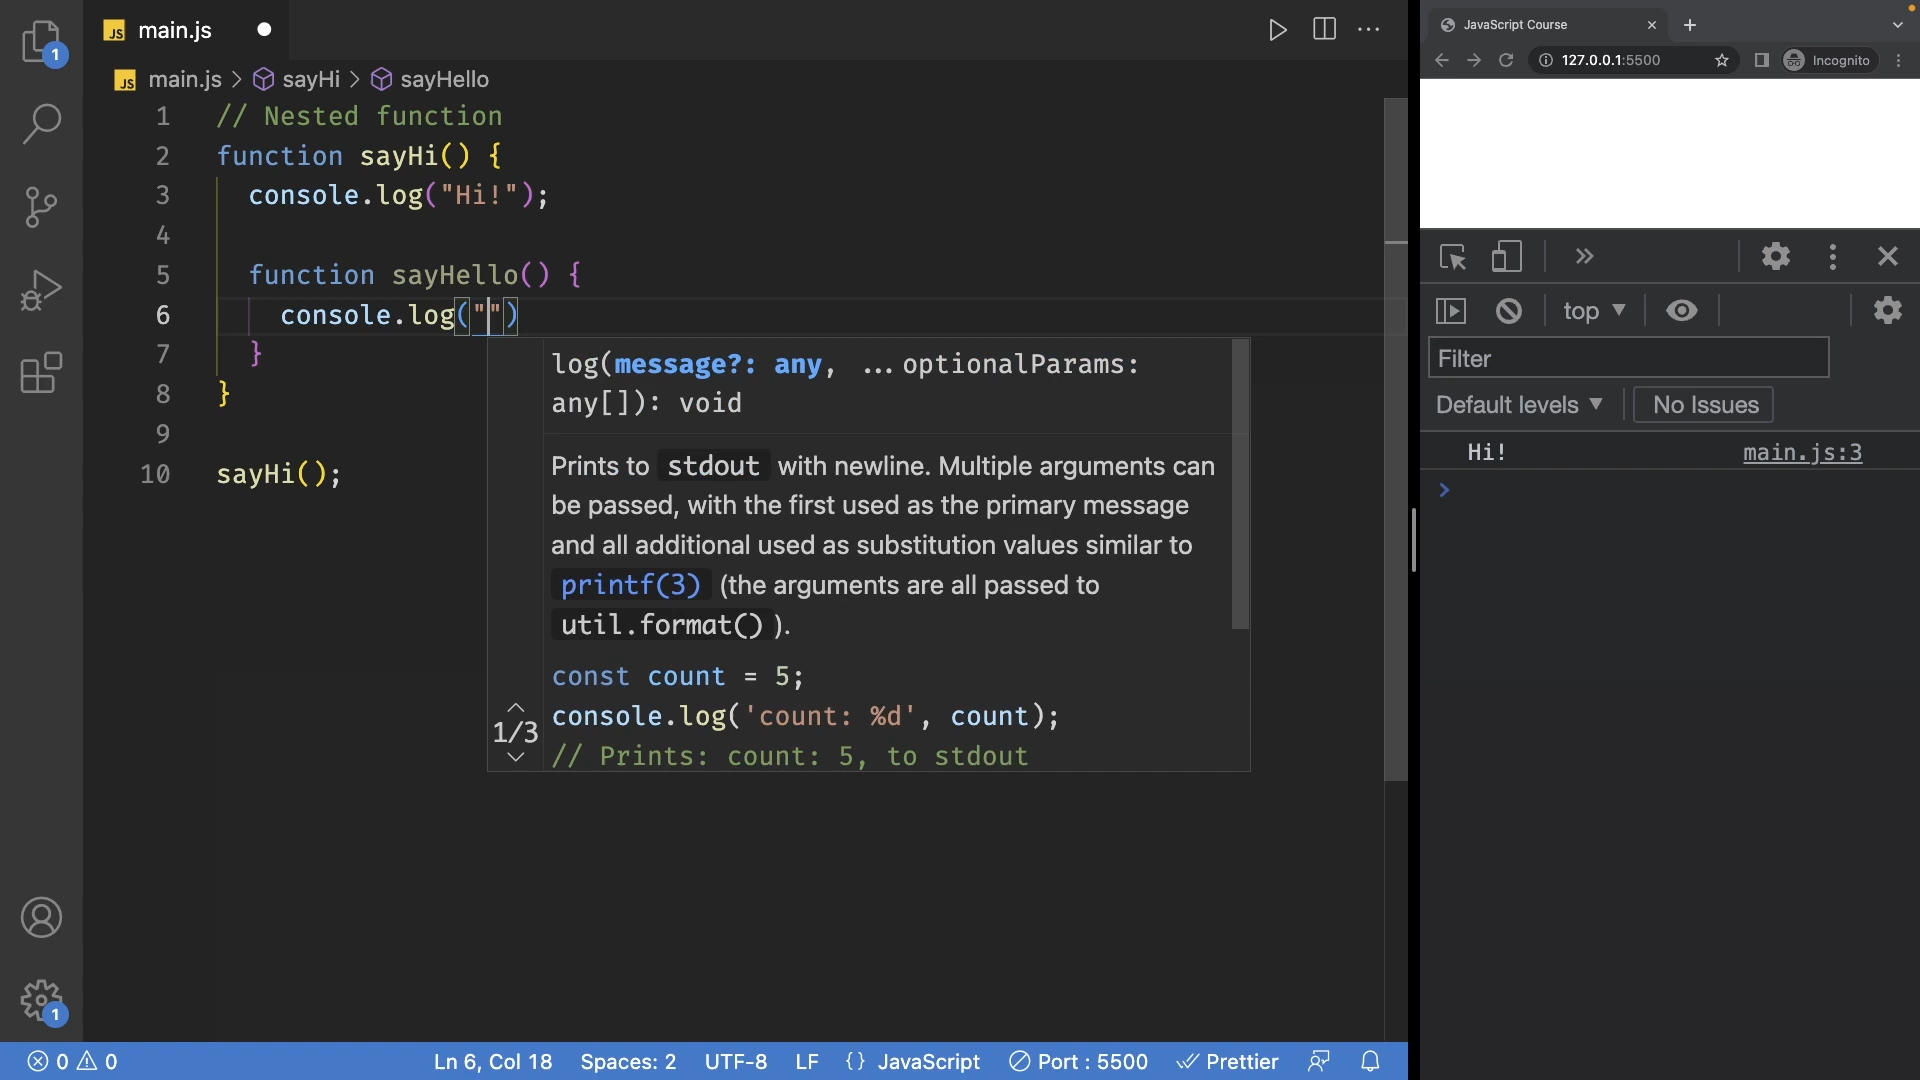 1
JS main.js
JS main.js > sayHi > sayHello
1 // Nested function
2 function sayHi() {
3 console.log("Hi!");
4
5 function sayHello() {
6 console.log("")
7 }
8 }
9
10 sayHi();
log(message?: any, ...optionalParams:
any[]): void
Prints to stdout with newline. Multiple arguments can
be passed, with the first used as the primary message
and all additional used as substitution values similar to
printf(3) (the arguments are all passed to
util.format() ).
const count = 5;
console.log('count: %d', count);
1/3
// Prints: count: 5, to stdout
1
0 0 Ln 6, Col 18 Spaces: 2 UTF-8 LF {} JavaScript Port : 5500 Prettier
JavaScript Course
127.0.0.1:5500 Incognito
top
Filter
Default levels No Issues
Hi! main.js:3